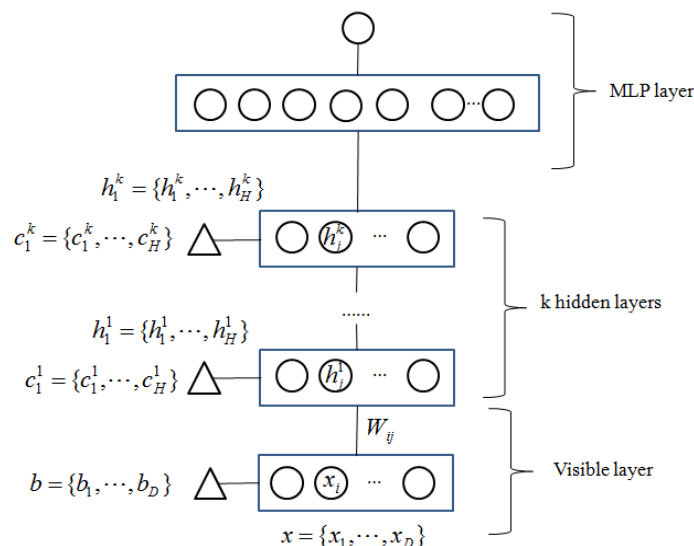 ...
MLP layer
h_1^k = {h_1^k, ⋯, h_H^k}
c_1^k = {c_1^k, ⋯, c_H^k}
h_i^k ...
......
k hidden layers
h_1^1 = {h_1^1, ⋯, h_H^1}
c_1^1 = {c_1^1, ⋯, c_H^1}
h_i^1 ...
W_ij
b = {b_1, ⋯, b_D}
x_i ...
Visible layer
x = {x_1, ⋯, x_D}